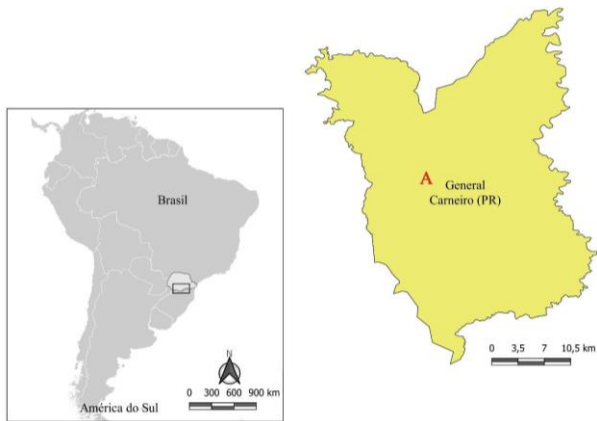 Brasil
N
0 300 600 900 km
América do Sul
A
General
Carneiro (PR)
0 3,5 7 10,5 km